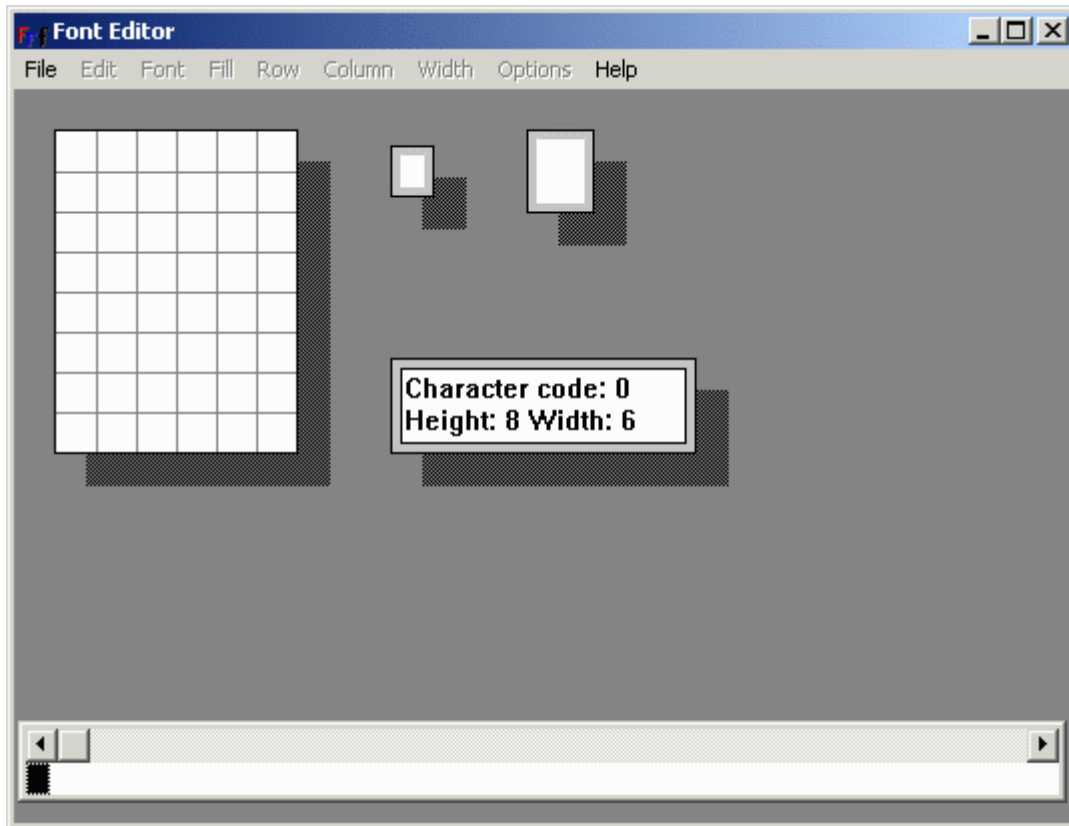 Font Editor
File Edit Font Fill Row Column Width Options Help
Character code: 0
Height: 8 Width: 6